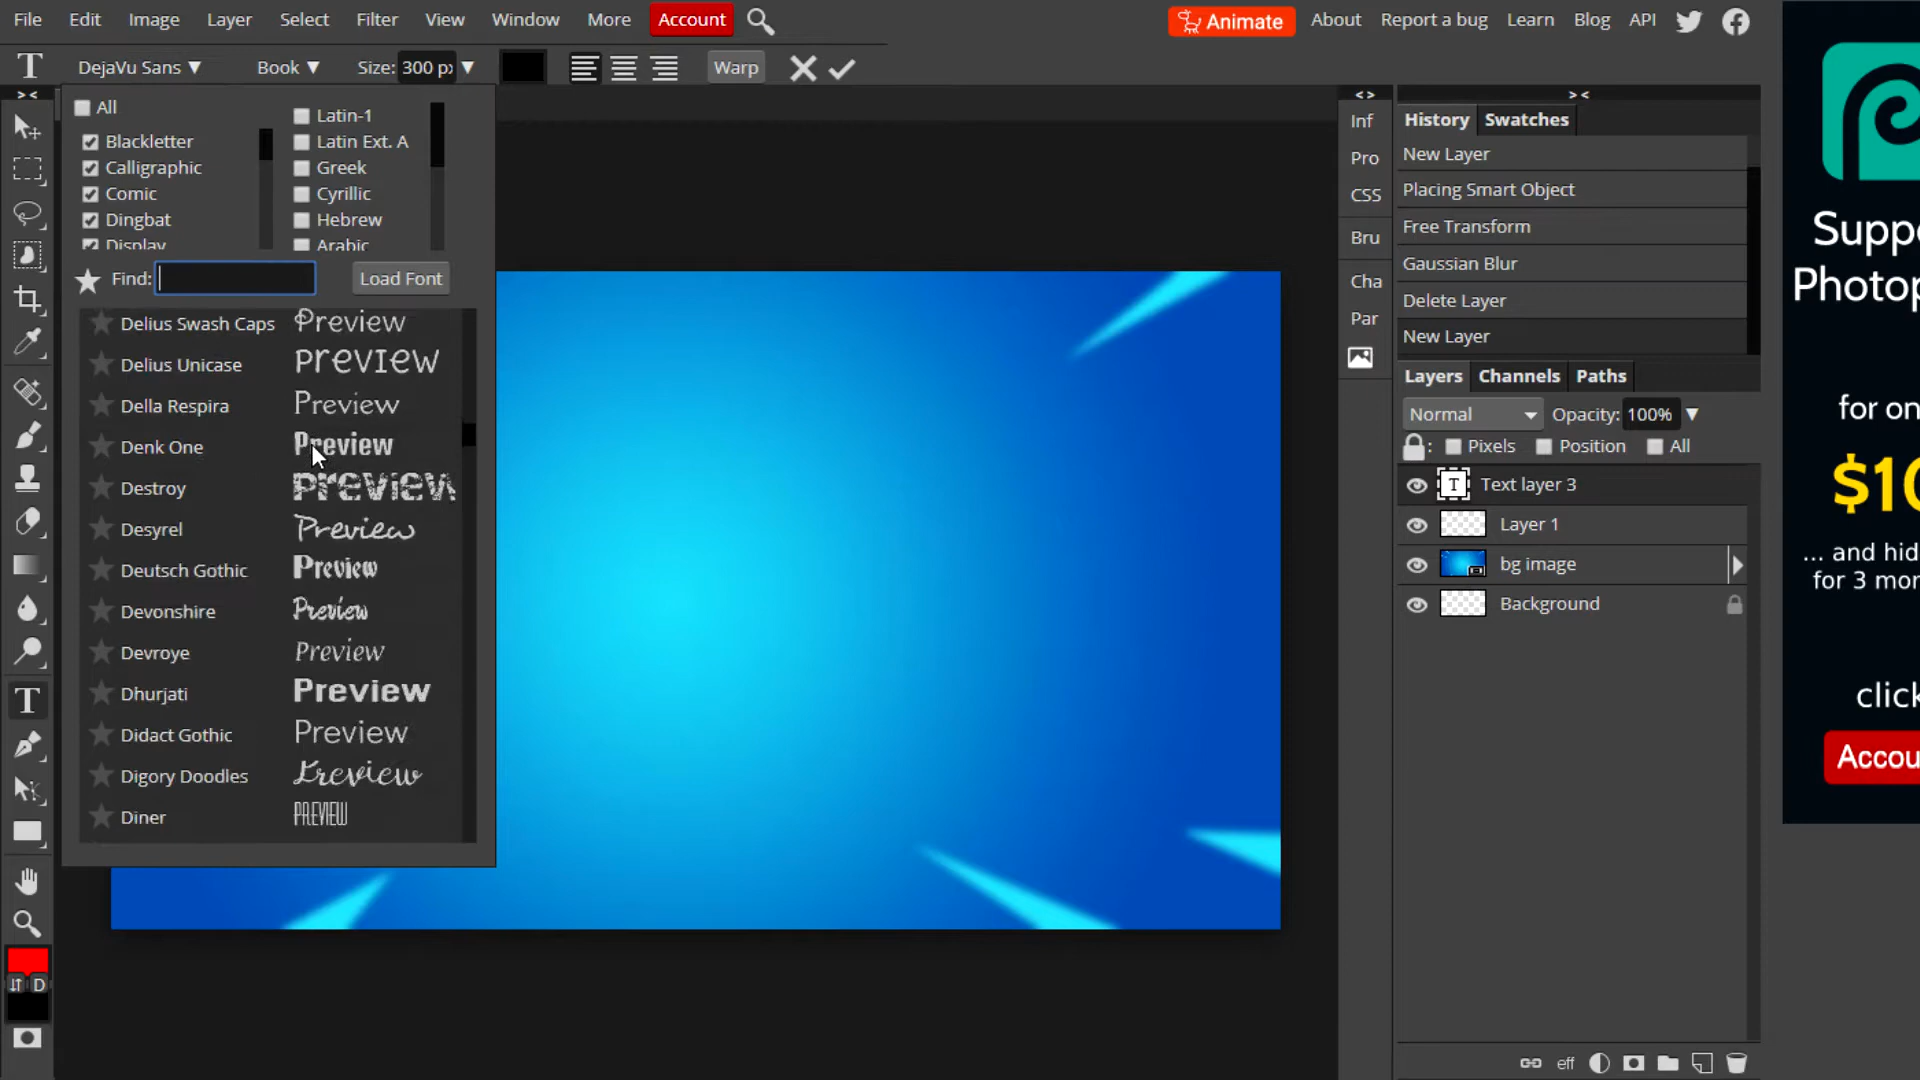 File Edit Image Layer Select Filter View Window More Account Animate About Report a bug Learn Blog API
T DejaVu Sans ▼ Book ▼ Size: 300 px ▼ Warp
> < < > > <
All
Blackletter
Calligraphic
Comic
Dingbat
Display
Latin-1
Latin Ext. A
Greek
Cyrillic
Hebrew
Arabic
Find: Load Font
Delius Swash Caps Preview
Delius Unicase Preview
Della Respira Preview
Denk One Preview
Destroy Preview
Desyrel Preview
Deutsch Gothic Preview
Devonshire Preview
Devroye Preview
Dhurjati Preview
Didact Gothic Preview
Digory Doodles Preview
Diner PREVIEW
T
D
Inf
Pro
CSS
Bru
Cha
Par
History Swatches
New Layer
Placing Smart Object
Free Transform
Gaussian Blur
Delete Layer
New Layer
Layers Channels Paths
Normal Opacity: 100% ▼
: Pixels Position All
T Text layer 3
Layer 1
bg image
Background
eff
Suppo
Photop
for on
$10
... and hid
for 3 mor
click
Accou